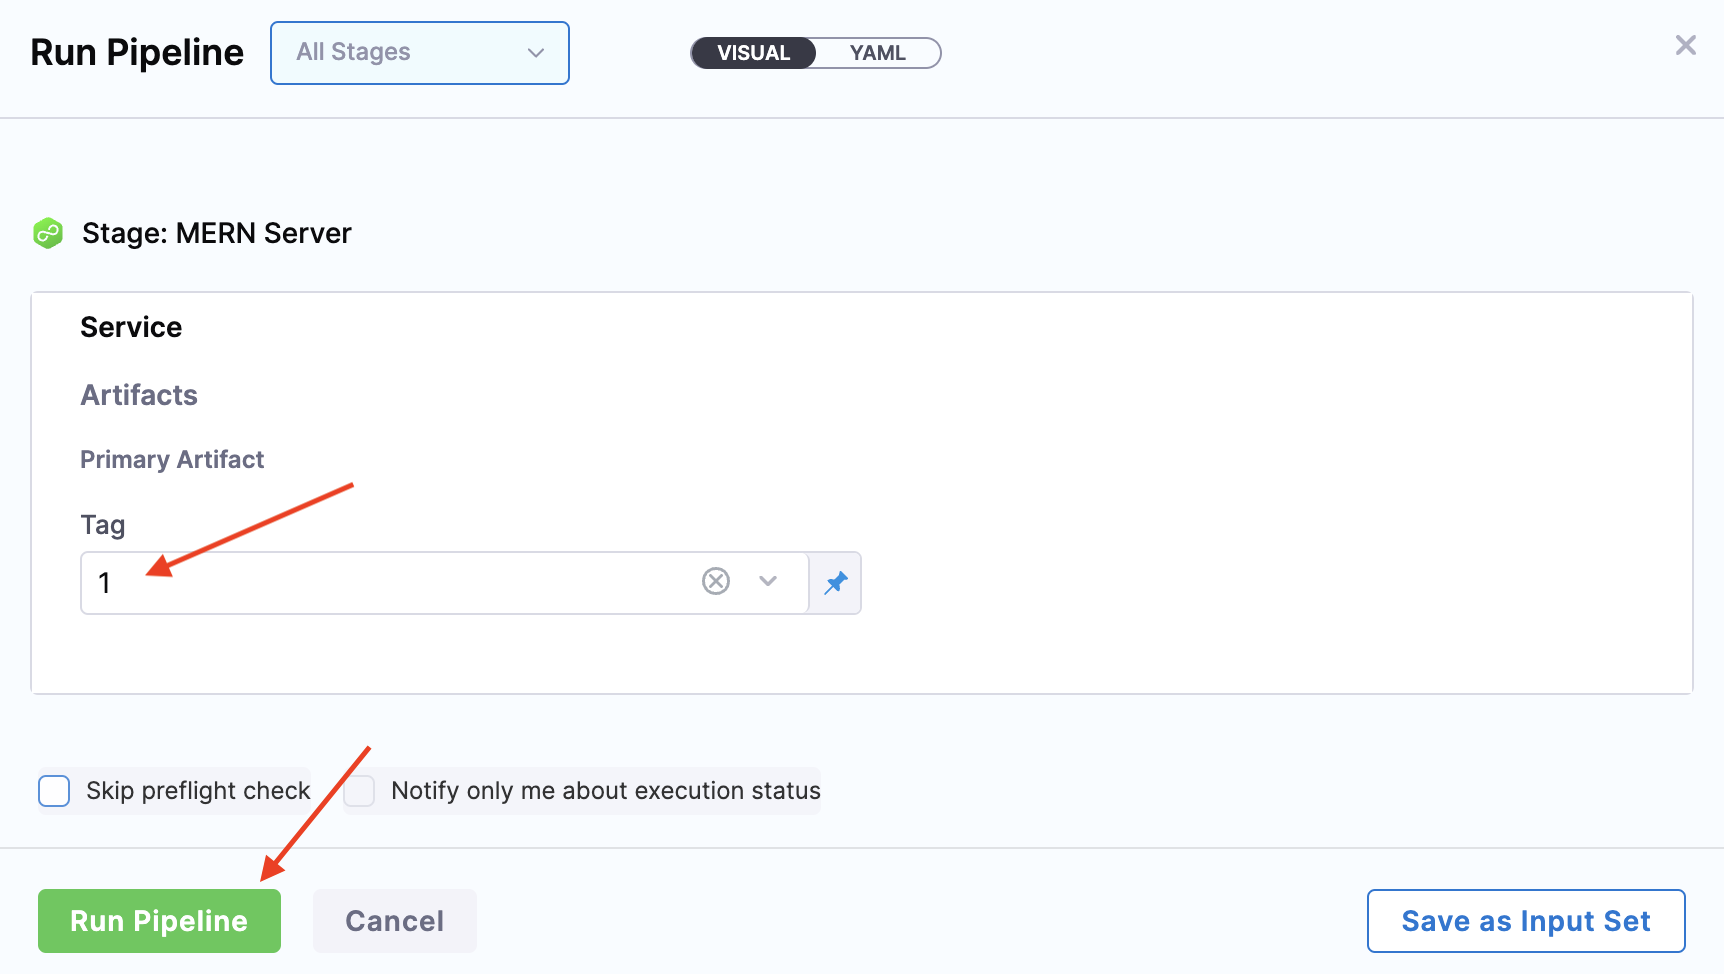 Run Pipeline
All Stages
VISUAL
YAML
Stage: MERN Server
Service
Artifacts
Primary Artifact
Tag
1
Skip preflight check
Notify only me about execution status
Run Pipeline
Cancel
Save as Input Set